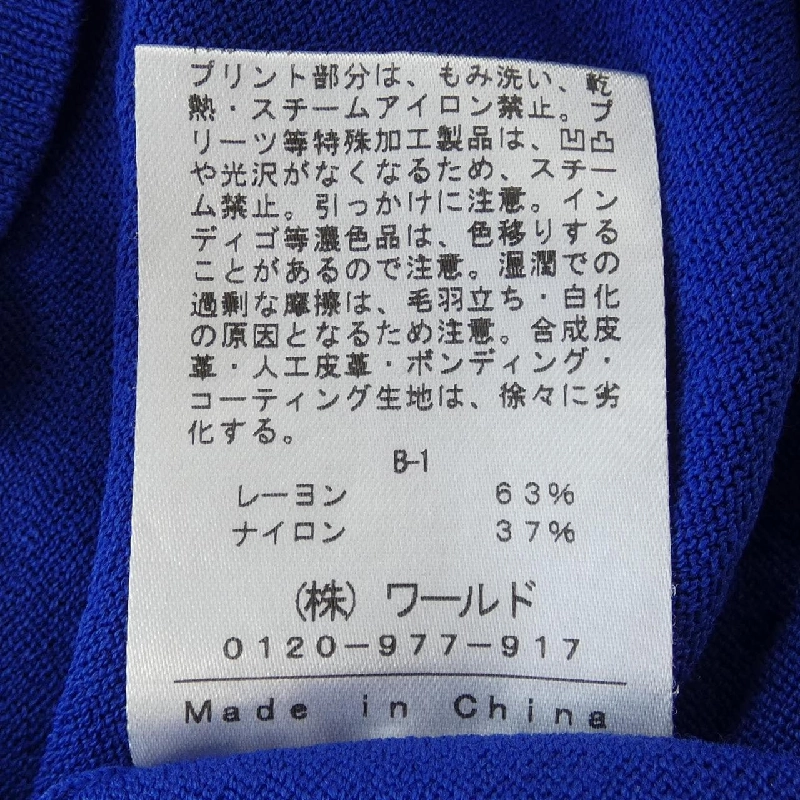 プリント部分は、もみ洗い、乾
熱・スチームアイロン禁止。プ
リーツ等特殊加工製品は、凹凸
や光沢がなくなるため、スチー
ム禁止。引っかけに注意。イン
ディゴ等濃色品は、色移りする
ことがあるので注意。湿潤での
過剰な摩擦は、毛羽立ち・白化
の原因となるため注意。合成皮
革・人工皮革・ボンディング・
コーティング生地は、徐々に劣
化する。
B-1
レーヨン 63%
ナイロン 37%
(株)ワールド
0120-977-917
Made in China